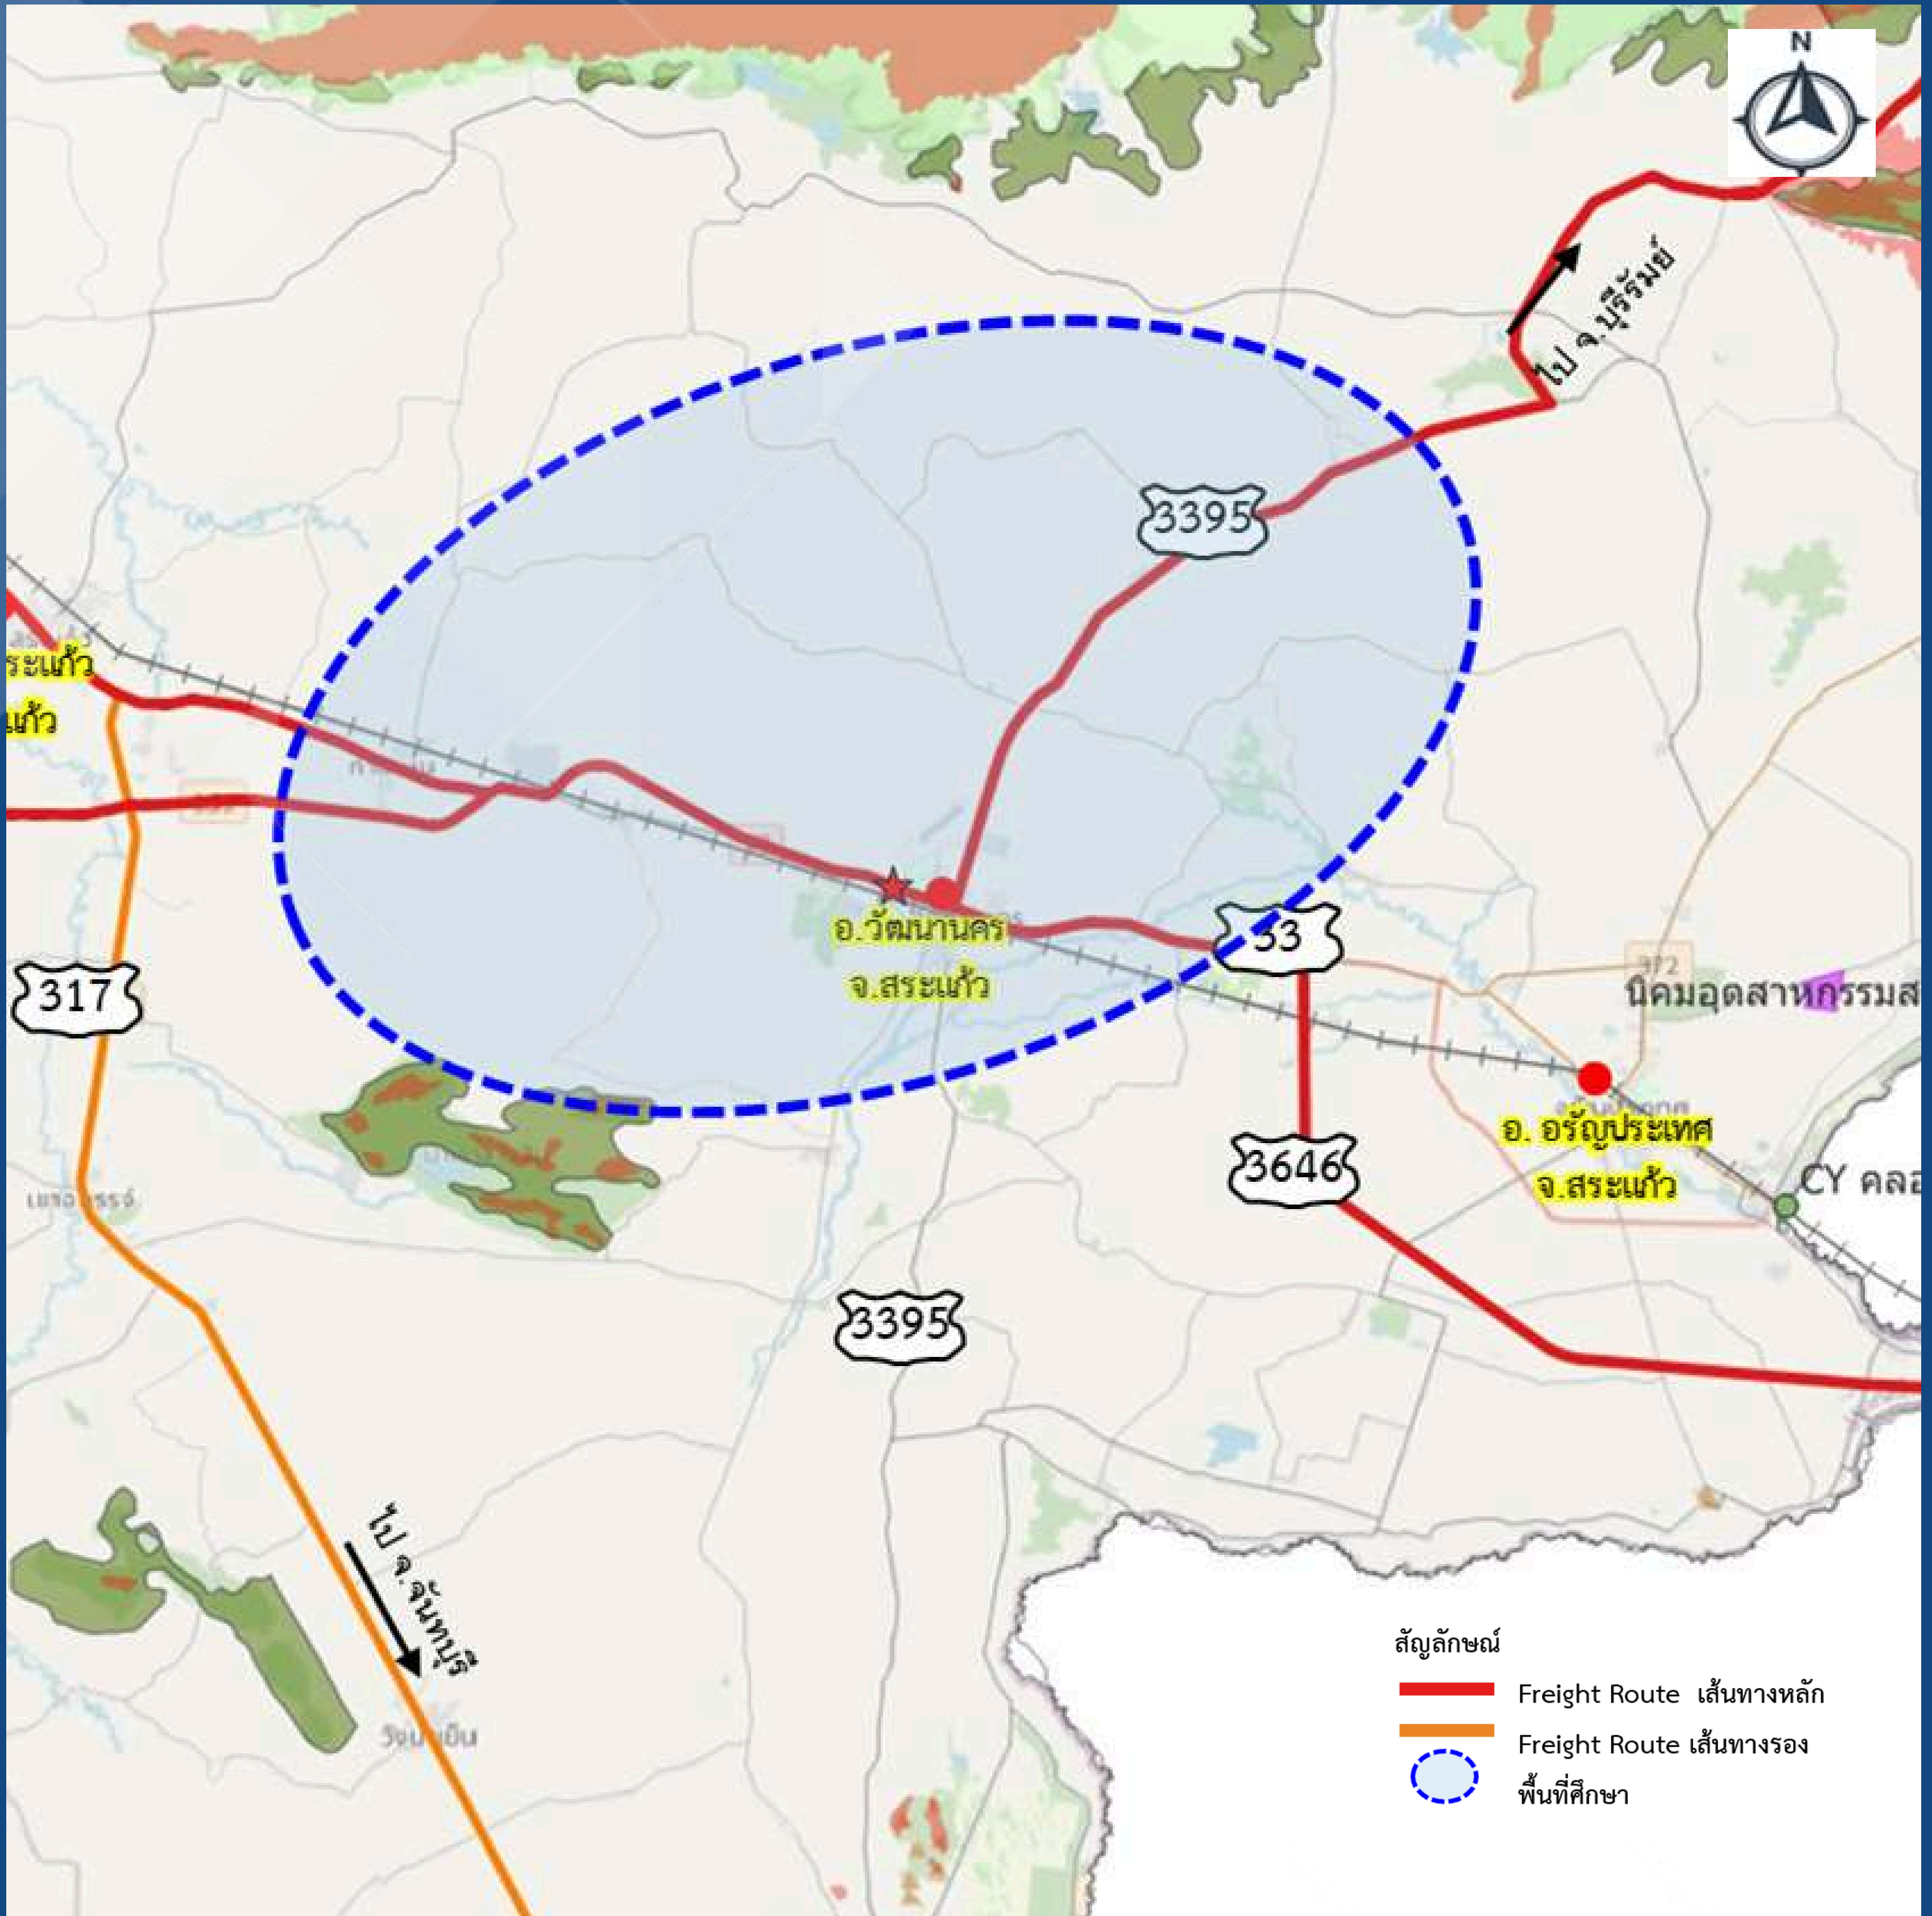 N
ไป จ.บุรีรัมย์
3395
ระแก้ว
แก้ว
อ.วัฒนานคร
จ.สระแก้ว
33
317
372
นิคมอุดสาหกรรมส
อ. อรัญประเทศ
จ.สระแก้ว
3646
CY คลอ
3395
ไป จ.จันทบุรี
สัญลักษณ์
Freight Route เส้นทางหลัก
Freight Route เส้นทางรอง
พื้นที่ศึกษา